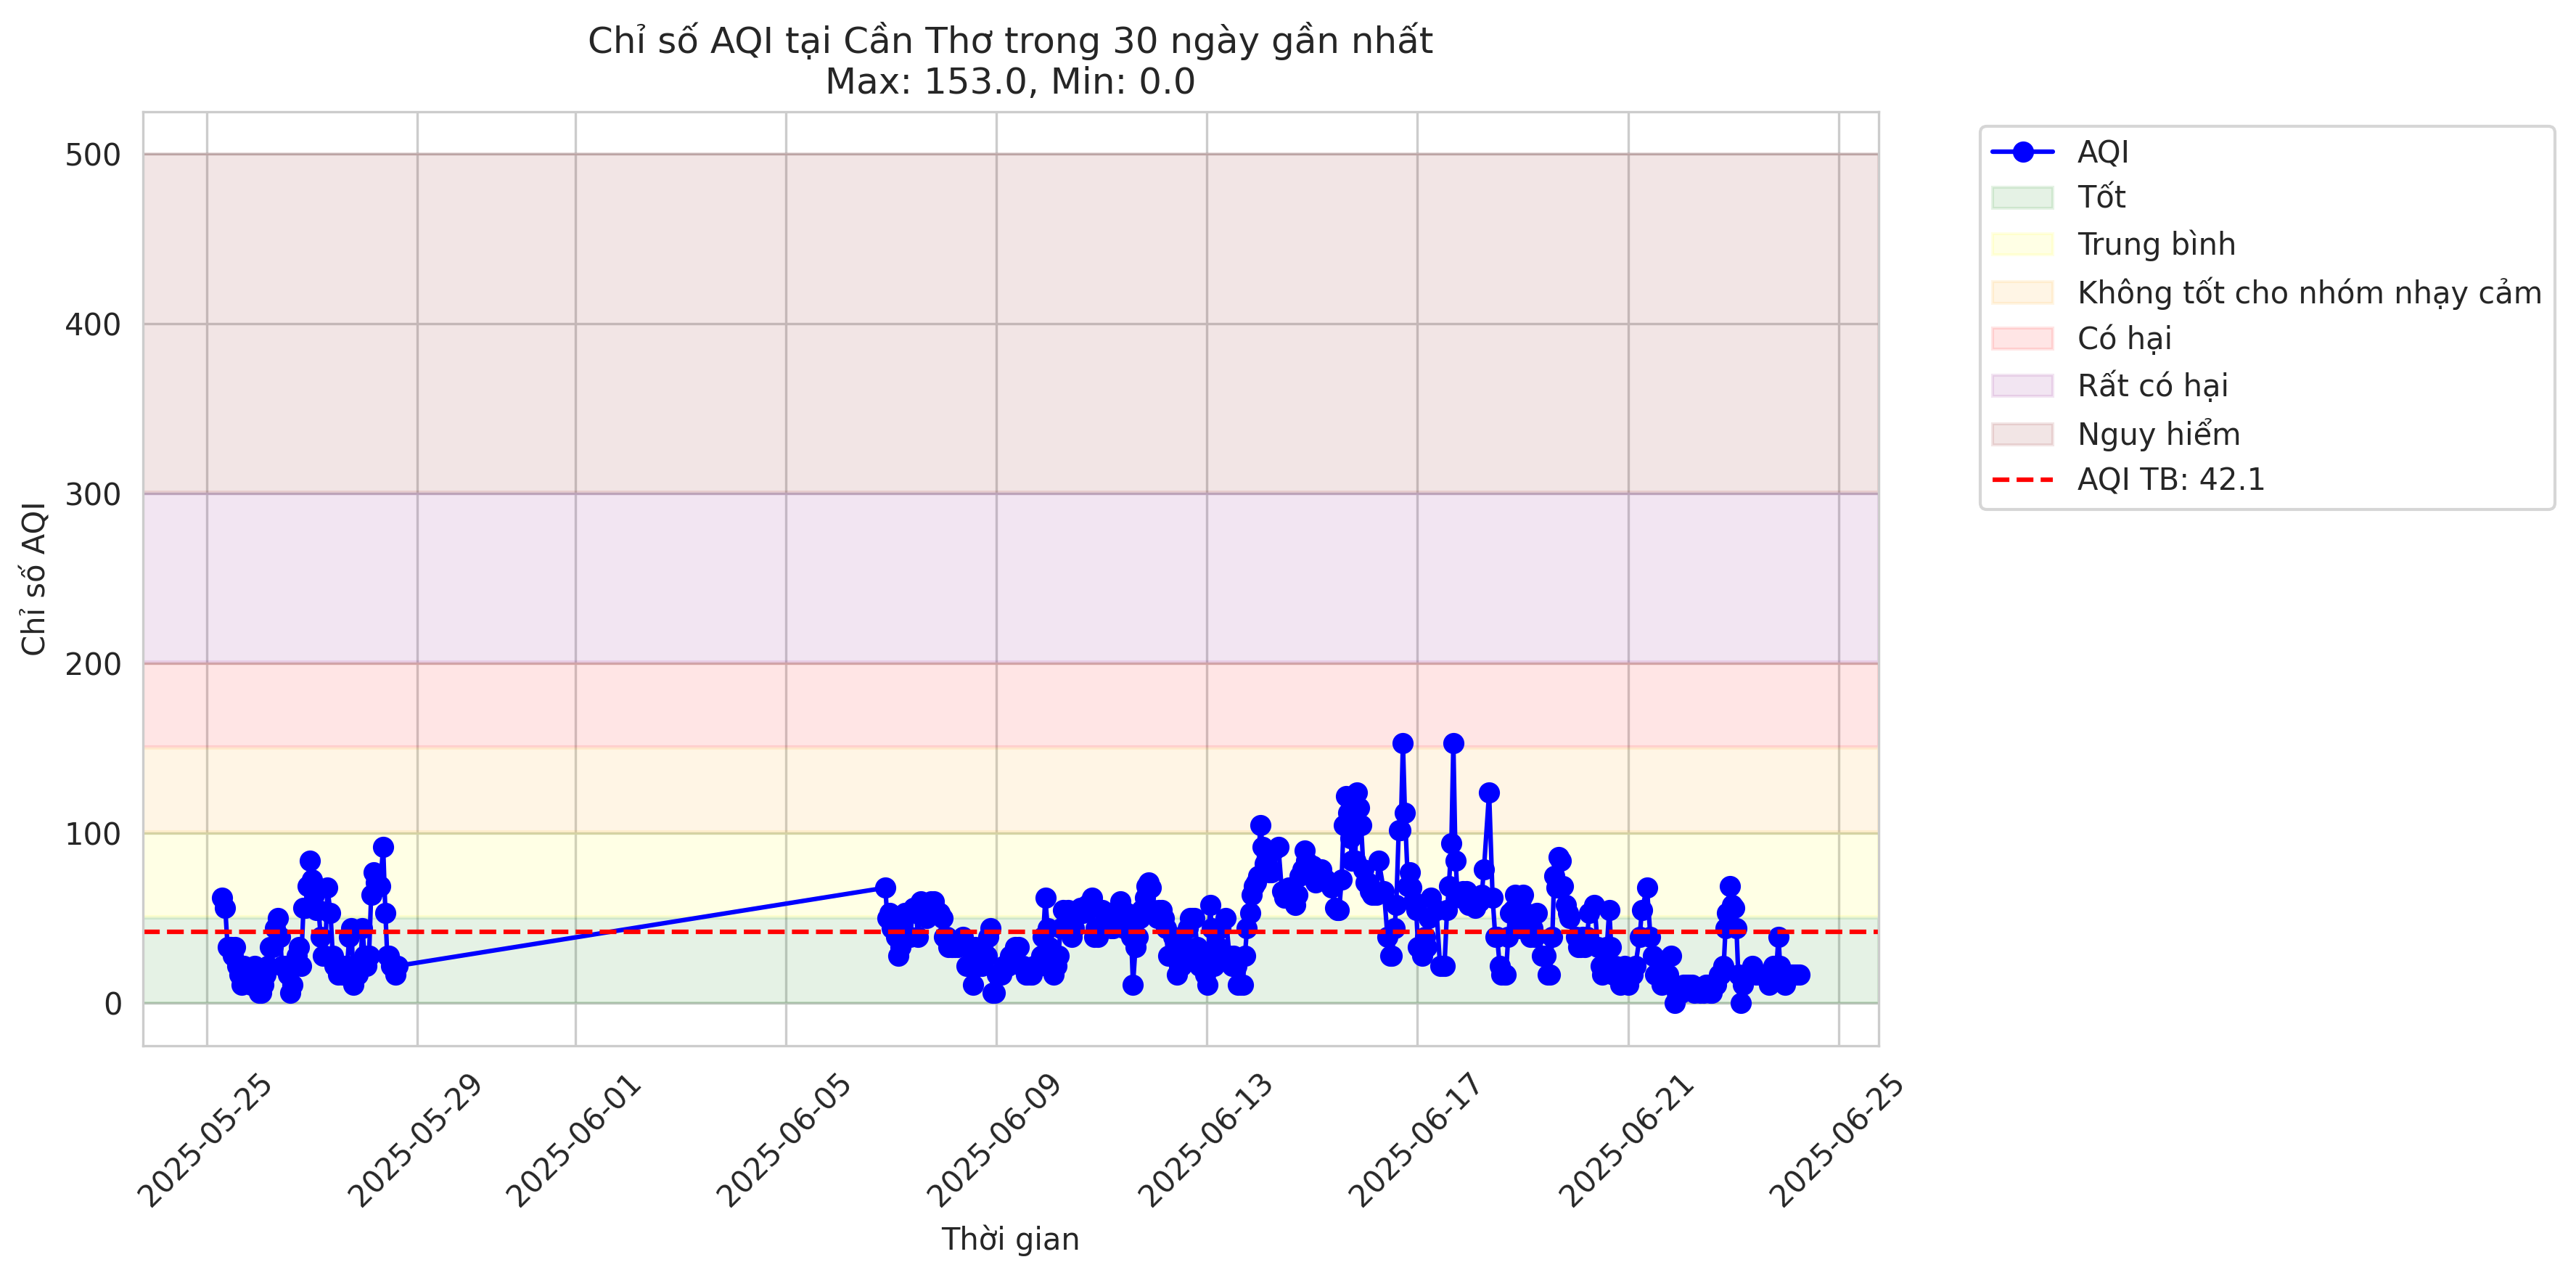 Chỉ số AQI tại Cần Thơ trong 30 ngày gần nhất
Max: 153.0, Min: 0.0
Chỉ số AQI
500
400
300
200
100
0
2025-05-25
2025-05-29
2025-06-01
2025-06-05
2025-06-09
2025-06-13
2025-06-17
2025-06-21
2025-06-25
Thời gian
AQI
Tốt
Trung bình
Không tốt cho nhóm nhạy cảm
Có hại
Rất có hại
Nguy hiểm
AQI TB: 42.1